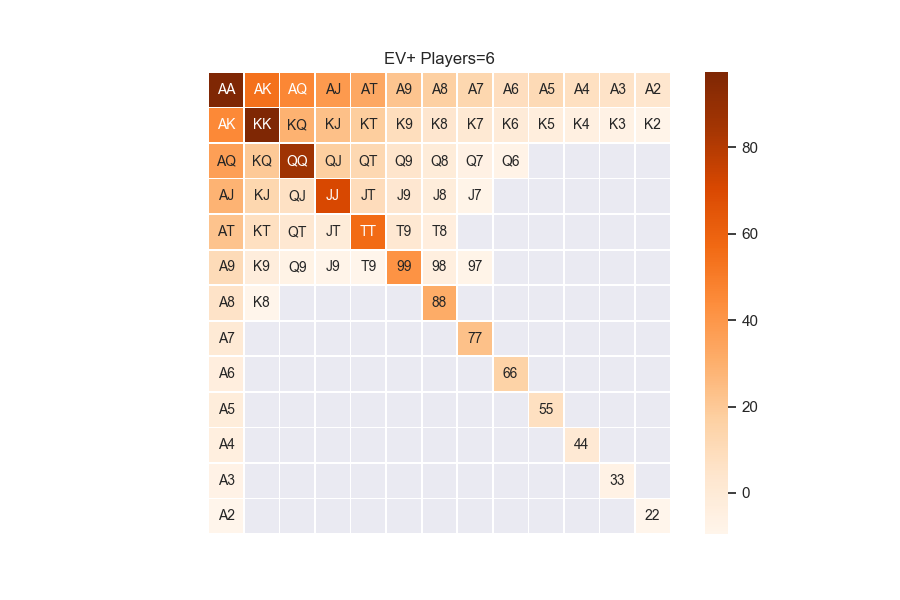 EV+ Players=6
AA AK AQ AJ AT A9 A8 A7 A6 A5 A4 A3 A2
AK KK KQ KJ KT K9 K8 K7 K6 K5 K4 K3 K2
AQ KQ QQ QJ QT Q9 Q8 Q7 Q6
AJ KJ QJ JJ JT J9 J8 J7
AT KT QT JT TT T9 T8
A9 K9 Q9 J9 T9 99 98 97
A8 K8 88
A7 77
A6 66
A5 55
A4 44
A3 33
A2 22
80
60
40
20
0